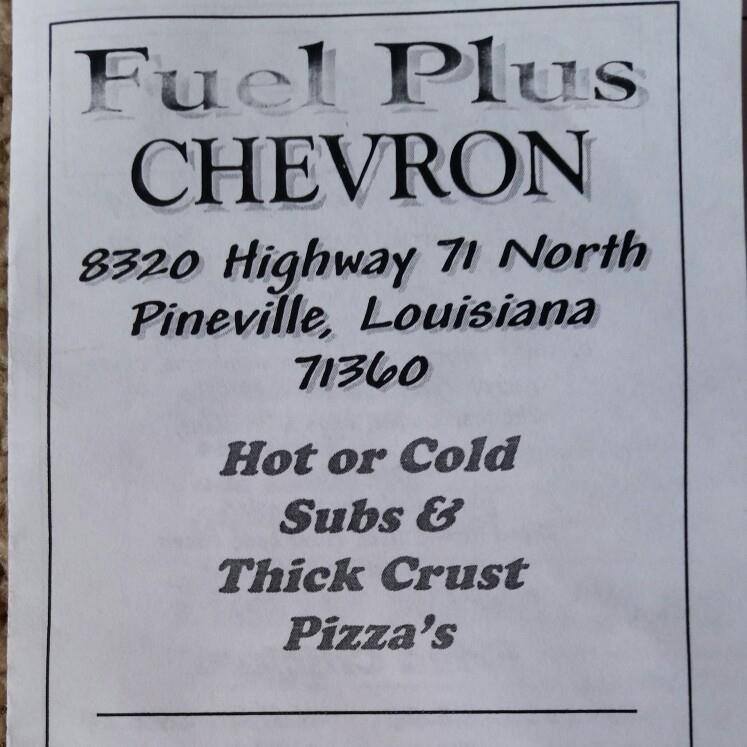 Fuel Plus
CHEVRON
8320 Highway 71 North
Pineville, Louisiana
71360
Hot or Cold
Subs &
Thick Crust
Pizza's